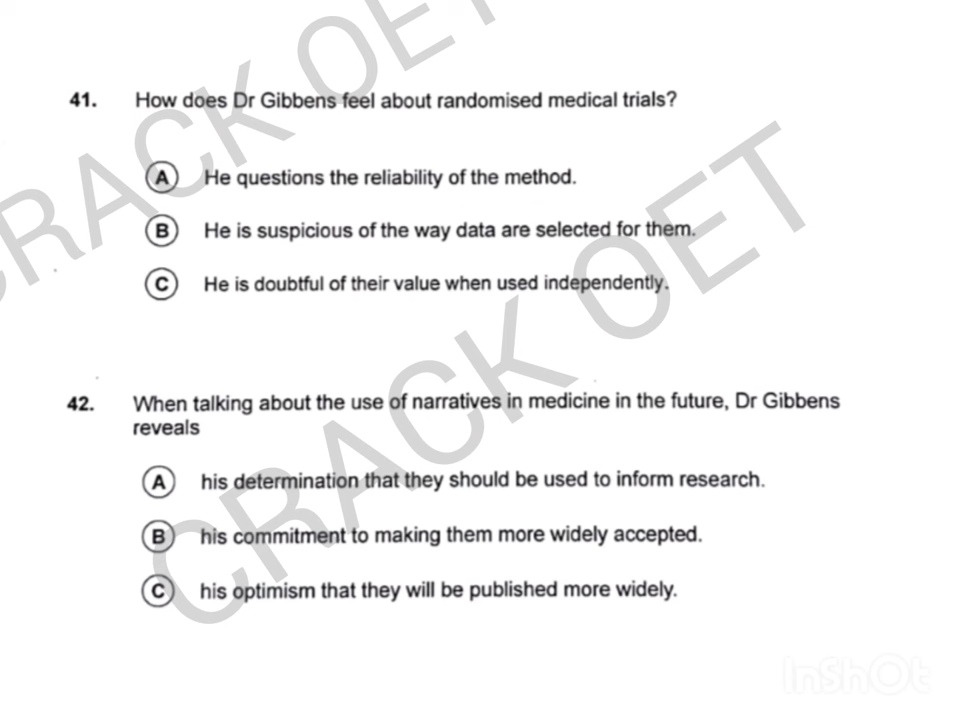 CRACK OET
41. How does Dr Gibbens feel about randomised medical trials?
A He questions the reliability of the method.
B He is suspicious of the way data are selected for them.
C He is doubtful of their value when used independently.
CRACK OET
42. When talking about the use of narratives in medicine in the future, Dr Gibbens
reveals
A his determination that they should be used to inform research.
B his commitment to making them more widely accepted.
C his optimism that they will be published more widely.
InShOt